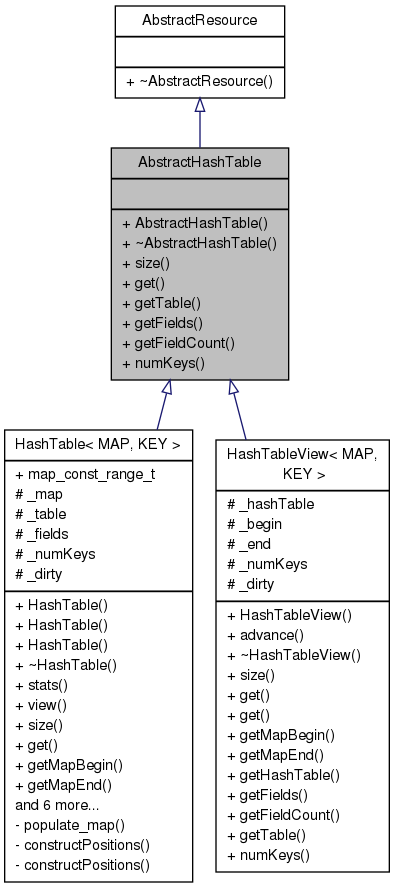 AbstractResource
+ ~AbstractResource()
AbstractHashTable
+ AbstractHashTable()
+ ~AbstractHashTable()
+ size()
+ get()
+ getTable()
+ getFields()
+ getFieldCount()
+ numKeys()
HashTable< MAP, KEY >
+ map_const_range_t
# _map
# _table
# _fields
# _numKeys
# _dirty
+ HashTable()
+ HashTable()
+ HashTable()
+ ~HashTable()
+ stats()
+ view()
+ size()
+ get()
+ getMapBegin()
+ getMapEnd()
and 6 more...
- populate_map()
- constructPositions()
- constructPositions()
HashTableView< MAP,
KEY >
# _hashTable
# _begin
# _end
# _numKeys
# _dirty
+ HashTableView()
+ advance()
+ ~HashTableView()
+ size()
+ get()
+ get()
+ getMapBegin()
+ getMapEnd()
+ getHashTable()
+ getFields()
+ getFieldCount()
+ getTable()
+ numKeys()